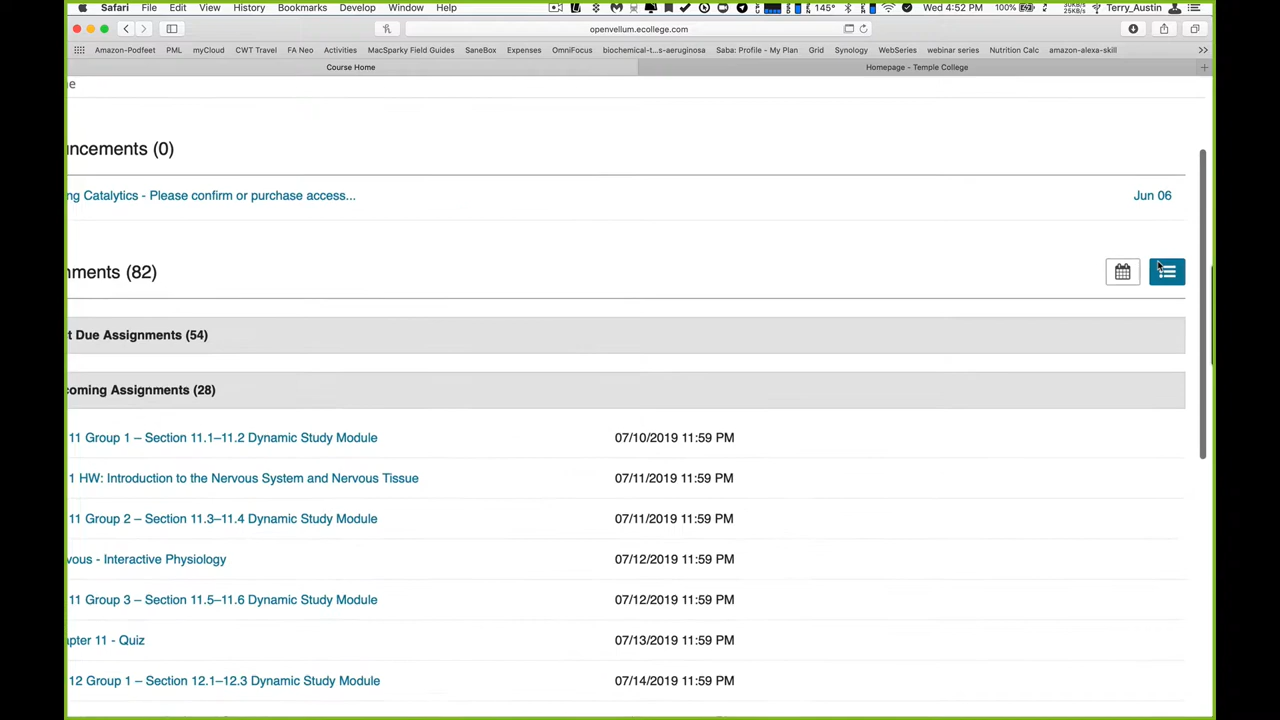 Safari File Edit View History Bookmarks Develop Window Help 145° Wed 4:52 PM 100% Terry_Austin
openvellum.ecollege.com
Amazon-Podfeet PML myCloud CWT Travel FA Neo Activities MacSparky Field Guides SaneBox Expenses OmniFocus biochemical-t...s-aeruginosa Saba: Profile - My Plan Grid Synology WebSeries webinar series Nutrition Calc amazon-alexa-skill
Course Home Homepage - Temple College
e
ncements (0)
ng Catalytics - Please confirm or purchase access... Jun 06
nments (82)
t Due Assignments (54)
coming Assignments (28)
11 Group 1 – Section 11.1–11.2 Dynamic Study Module 07/10/2019 11:59 PM
1 HW: Introduction to the Nervous System and Nervous Tissue 07/11/2019 11:59 PM
11 Group 2 – Section 11.3–11.4 Dynamic Study Module 07/11/2019 11:59 PM
vous - Interactive Physiology 07/12/2019 11:59 PM
11 Group 3 – Section 11.5–11.6 Dynamic Study Module 07/12/2019 11:59 PM
apter 11 - Quiz 07/13/2019 11:59 PM
12 Group 1 – Section 12.1–12.3 Dynamic Study Module 07/14/2019 11:59 PM